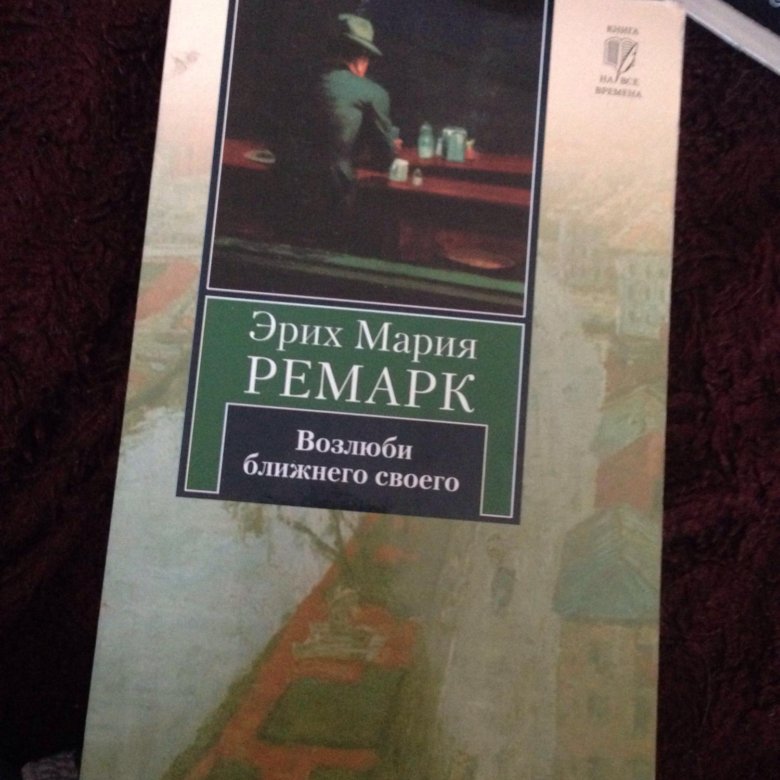 КНИГА
НА ВСЕ
ВРЕМЕНА
Эрих Мария
РЕМАРК
Возлюби
ближнего своего